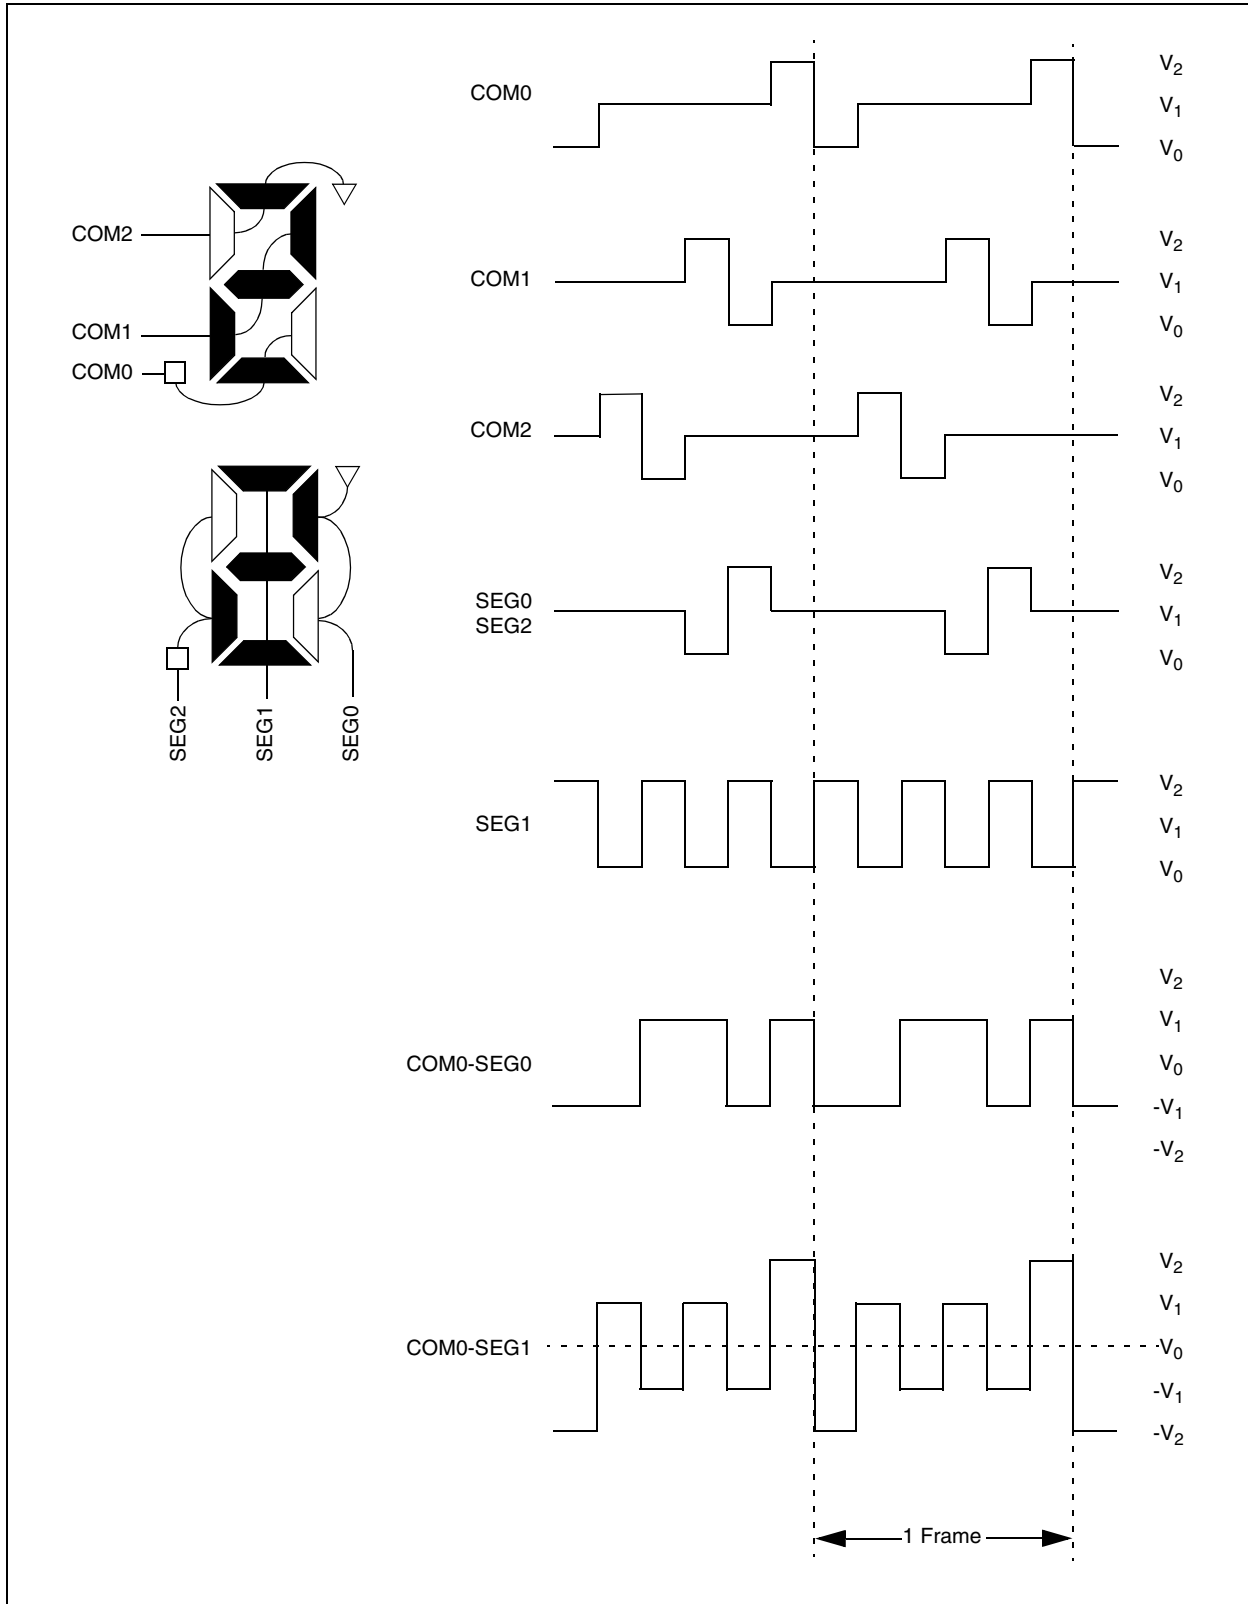 COM2
COM1
COM0
SEG2
SEG1
SEG0
COM0
V2
V1
V0
COM1
V2
V1
V0
COM2
V2
V1
V0
SEG0
SEG2
V2
V1
V0
SEG1
V2
V1
V0
COM0-SEG0
V2
V1
V0
-V1
-V2
COM0-SEG1
V2
V1
V0
-V1
-V2
1 Frame